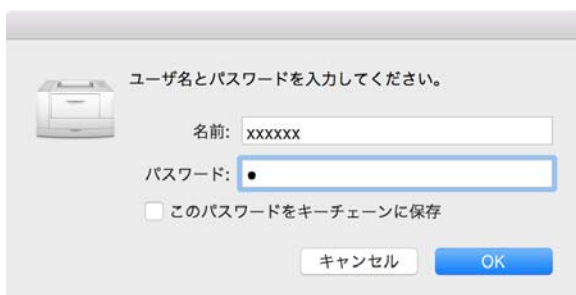 ユーザ名とパスワードを入力してください。
名前: xxxxxx
パスワード: ●
このパスワードをキーチェーンに保存
キャンセル OK